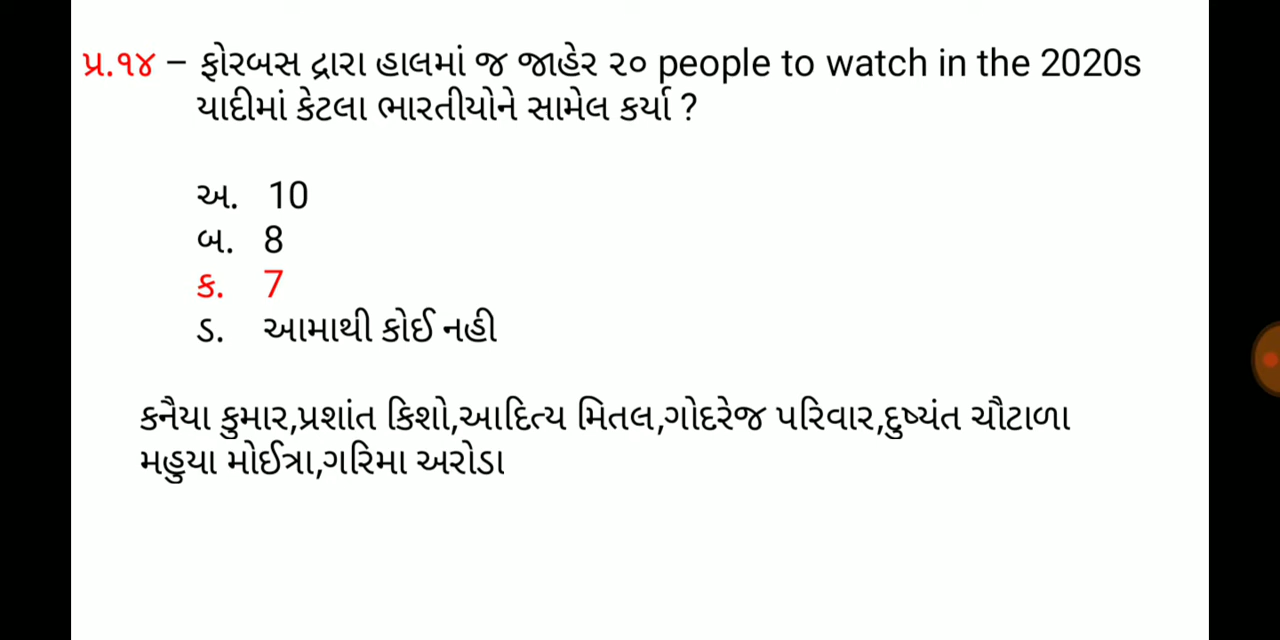 પ્ર.૧૪ – ફોરબસ દ્વારા હાલમાં જ જાહેર ૨૦ people to watch in the 2020s
યાદીમાં કેટલા ભારતીયોને સામેલ કર્યા ?
અ. 10
બ. 8
ક. 7
ડ. આમાથી કોઈ નહી
કનૈયા કુમાર,પ્રશાંત કિશો,આદિત્ય મિતલ,ગોદરેજ પરિવાર,દુષ્યંત ચૌટાળા
મહુયા મોઈત્રા,ગરિમા અરોડા